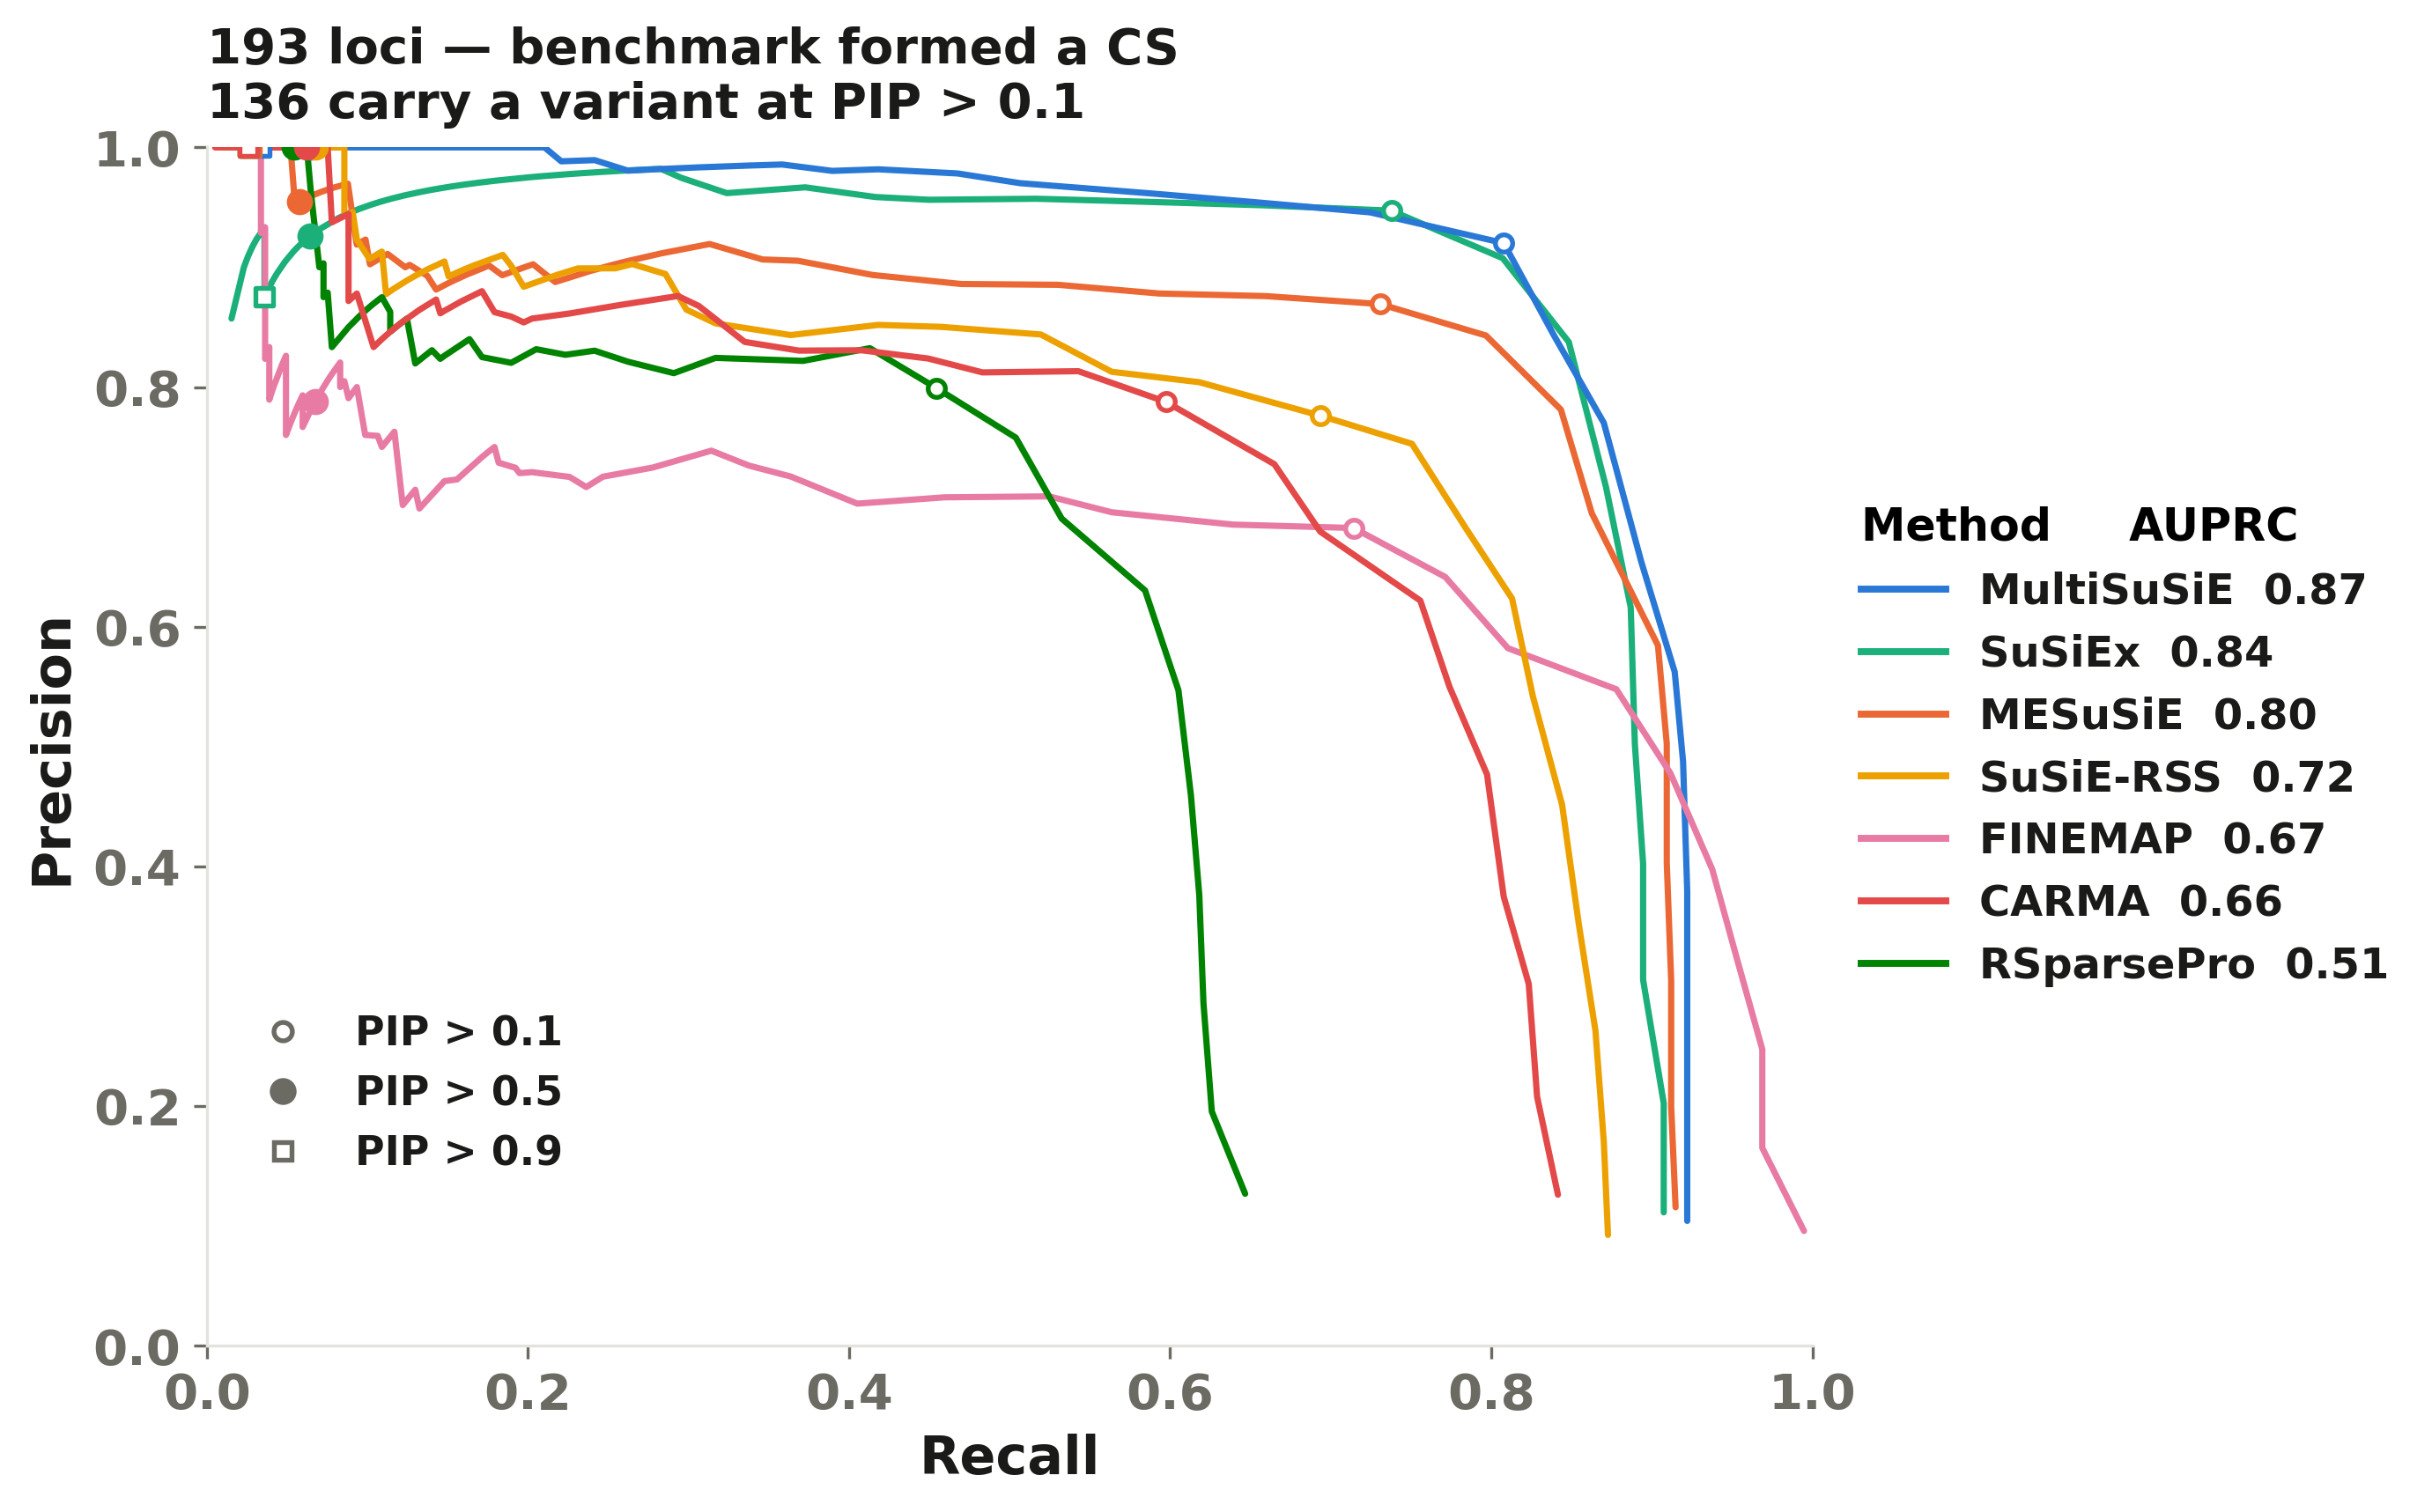 193 loci — benchmark formed a CS
136 carry a variant at PIP > 0.1
1.0
0.8
0.6
0.4
0.2
0.0
Precision
0.0 0.2 0.4 0.6 0.8 1.0
Recall
PIP > 0.1
PIP > 0.5
PIP > 0.9
Method AUPRC
MultiSuSiE 0.87
SuSiEx 0.84
MESuSiE 0.80
SuSiE-RSS 0.72
FINEMAP 0.67
CARMA 0.66
RSparsePro 0.51